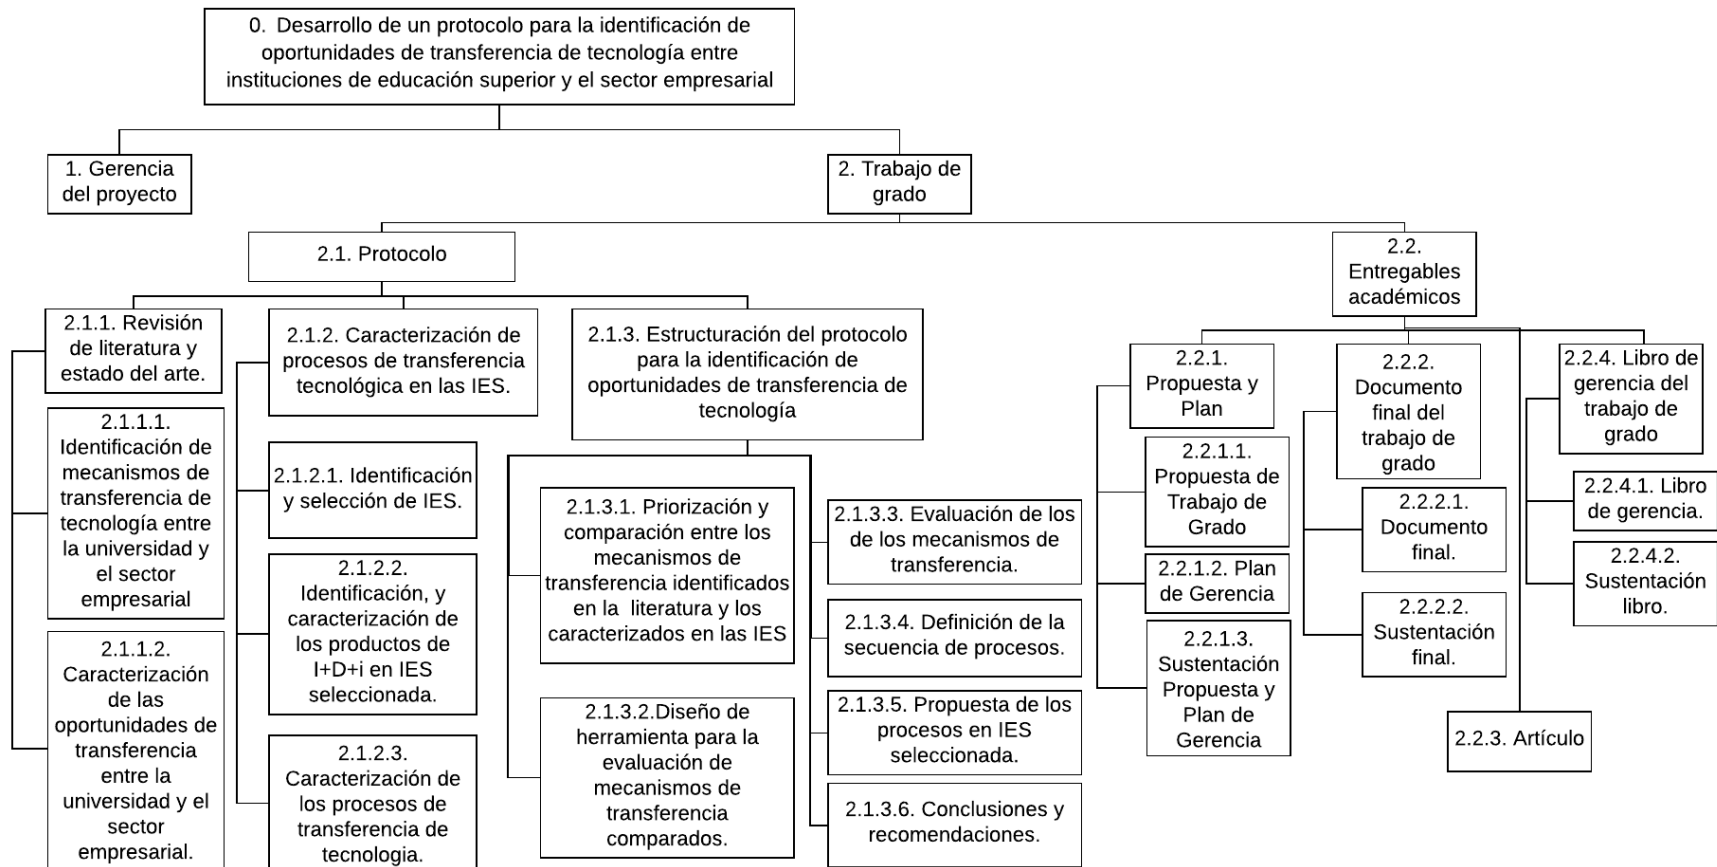 0. Desarrollo de un protocolo para la identificación de
oportunidades de transferencia de tecnología entre
instituciones de educación superior y el sector empresarial
1. Gerencia
del proyecto
2. Trabajo de
grado
2.1. Protocolo
2.2.
Entregables
académicos
2.1.1. Revisión
de literatura y
estado del arte.
2.1.1.1.
Identificación de
mecanismos de
transferencia de
tecnología entre
la universidad y
el sector
empresarial
2.1.1.2.
Caracterización
de las
oportunidades de
transferencia
entre la
universidad y el
sector
empresarial.
2.1.2. Caracterización de
procesos de transferencia
tecnológica en las IES.
2.1.2.1. Identificación
y selección de IES.
2.1.2.2.
Identificación, y
caracterización de
los productos de
I+D+i en IES
seleccionada.
2.1.2.3.
Caracterización de
los procesos de
transferencia de
tecnologia.
2.1.3. Estructuración del protocolo
para la identificación de
oportunidades de transferencia de
tecnología
2.1.3.1. Priorización y
comparación entre los
mecanismos de
transferencia identificados
en la literatura y los
caracterizados en las IES
2.1.3.2.Diseño de
herramienta para la
evaluación de
mecanismos de
transferencia
comparados.
2.1.3.3. Evaluación de los
de los mecanismos de
transferencia.
2.1.3.4. Definición de la
secuencia de procesos.
2.1.3.5. Propuesta de los
procesos en IES
seleccionada.
2.1.3.6. Conclusiones y
recomendaciones.
2.2.1.
Propuesta y
Plan
2.2.1.1.
Propuesta de
Trabajo de
Grado
2.2.1.2. Plan
de Gerencia
2.2.1.3.
Sustentación
Propuesta y
Plan de
Gerencia
2.2.2.
Documento
final del
trabajo de
grado
2.2.2.1.
Documento
final.
2.2.2.2.
Sustentación
final.
2.2.3. Artículo
2.2.4. Libro de
gerencia del
trabajo de
grado
2.2.4.1. Libro
de gerencia.
2.2.4.2.
Sustentación
libro.